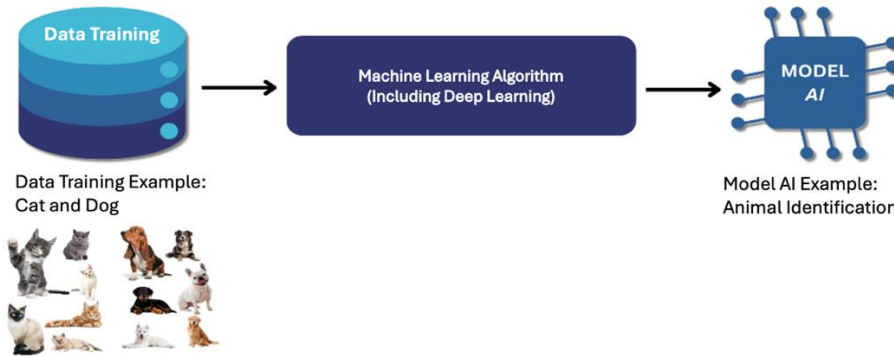 Data Training
Machine Learning Algorithm
(Including Deep Learning)
MODEL
AI
Data Training Example:
Cat and Dog
Model AI Example:
Animal Identification